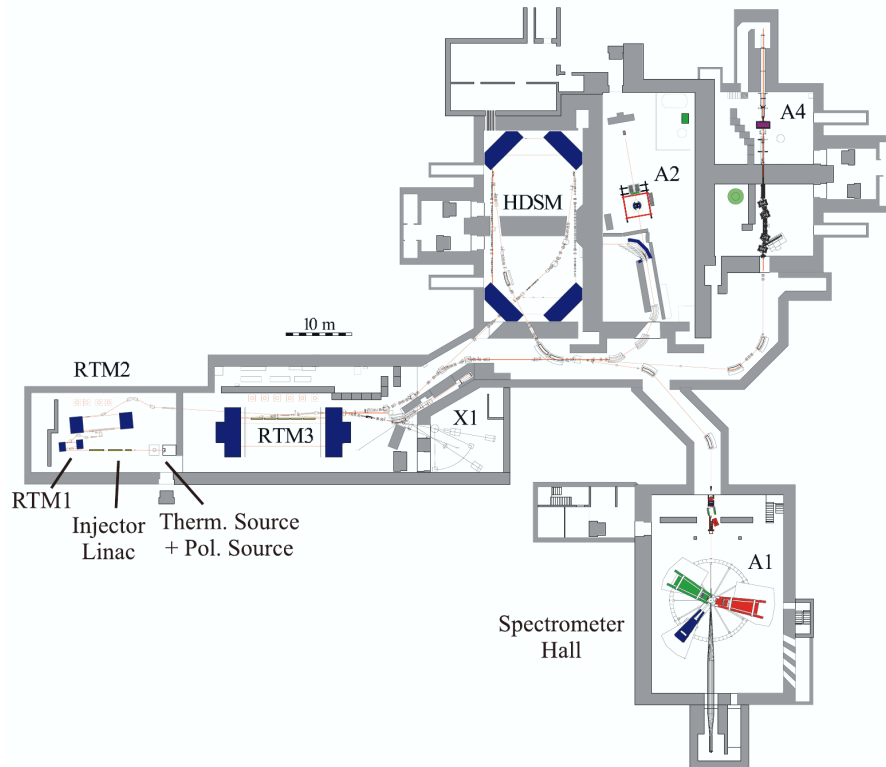 A4
A2
HDSM
10 m
RTM2
RTM3
X1
RTM1
Injector
Linac
Therm. Source
+ Pol. Source
A1
Spectrometer
Hall